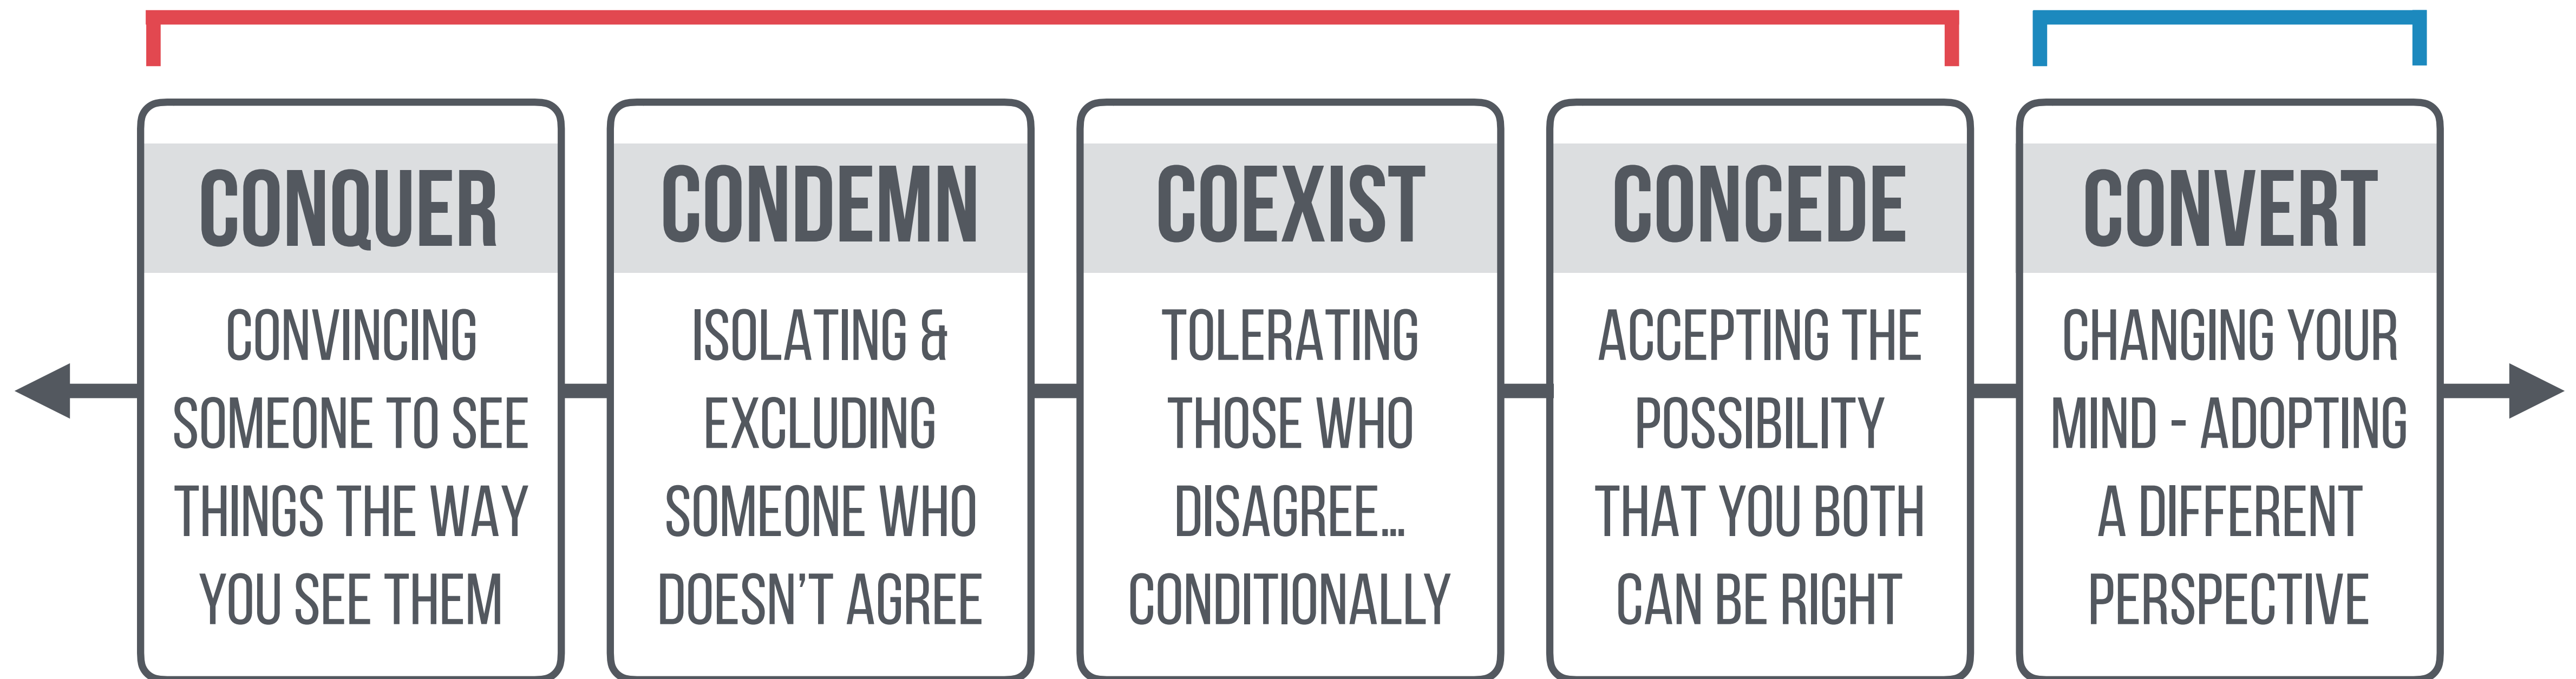 CONQUER
CONVINCING
SOMEONE TO SEE
THINGS THE WAY
YOU SEE THEM
CONDEMN
ISOLATING &
EXCLUDING
SOMEONE WHO
DOESN'T AGREE
COEXIST
TOLERATING
THOSE WHO
DISAGREE...
CONDITIONALLY
CONCEDE
ACCEPTING THE
POSSIBILITY
THAT YOU BOTH
CAN BE RIGHT
CONVERT
CHANGING YOUR
MIND - ADOPTING
A DIFFERENT
PERSPECTIVE